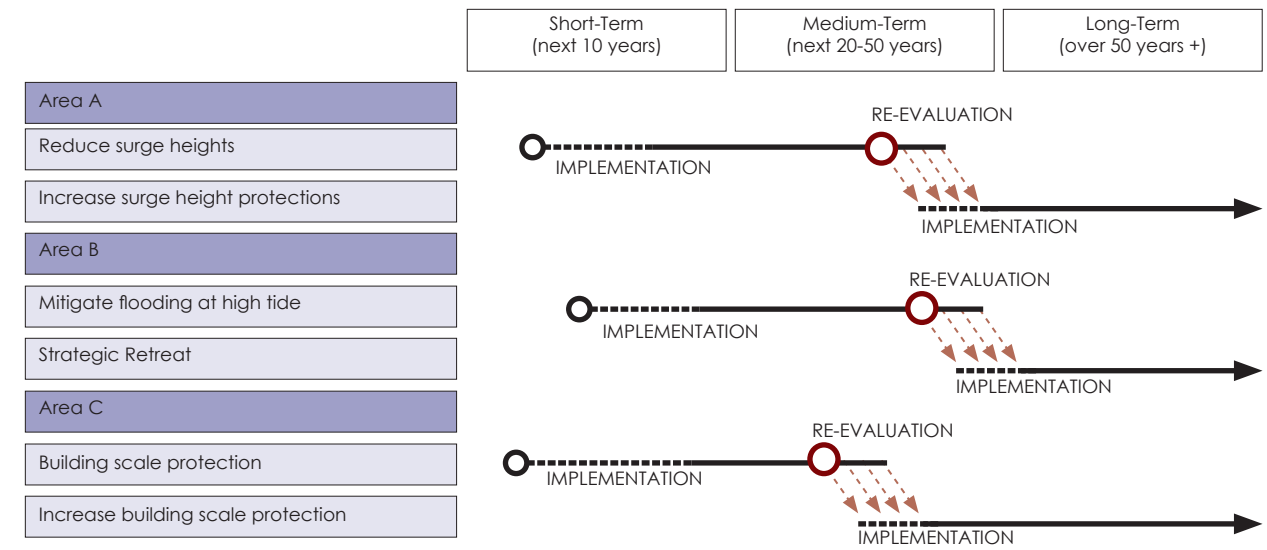 Short-Term
(next 10 years)
Medium-Term
(next 20-50 years)
Long-Term
(over 50 years +)
Area A
RE-EVALUATION
Reduce surge heights
IMPLEMENTATION
Increase surge height protections
IMPLEMENTATION
Area B
RE-EVALUATION
Mitigate flooding at high tide
IMPLEMENTATION
Strategic Retreat
IMPLEMENTATION
Area C
RE-EVALUATION
Building scale protection
IMPLEMENTATION
Increase building scale protection
IMPLEMENTATION